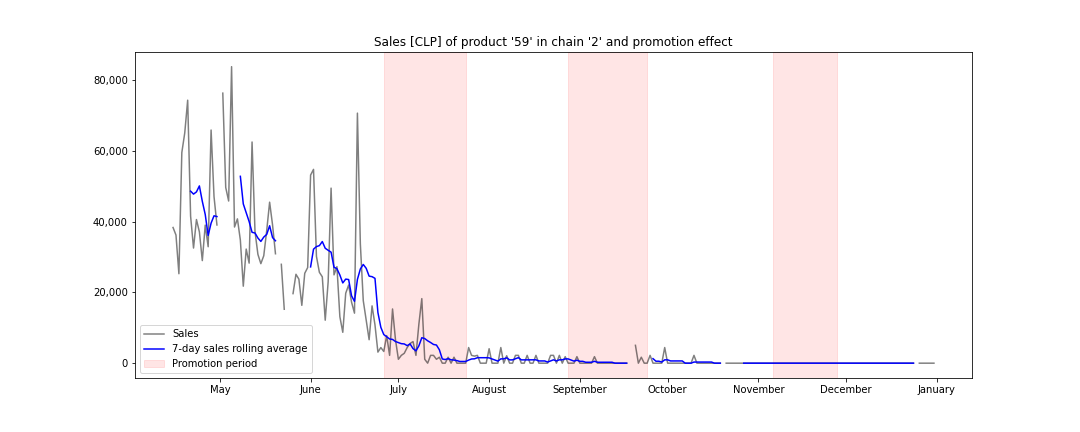 Sales [CLP] of product '59' in chain '2' and promotion effect
80,000
60,000
40,000
20,000
0
Sales
7-day sales rolling average
Promotion period
May June July August September October November December January